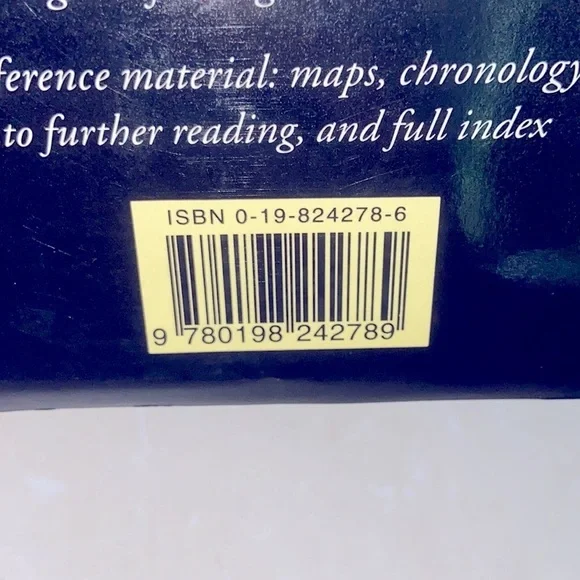 ference material: maps, chronology
to further reading, and full index
ISBN 0-19-824278-6
9 780198 242789